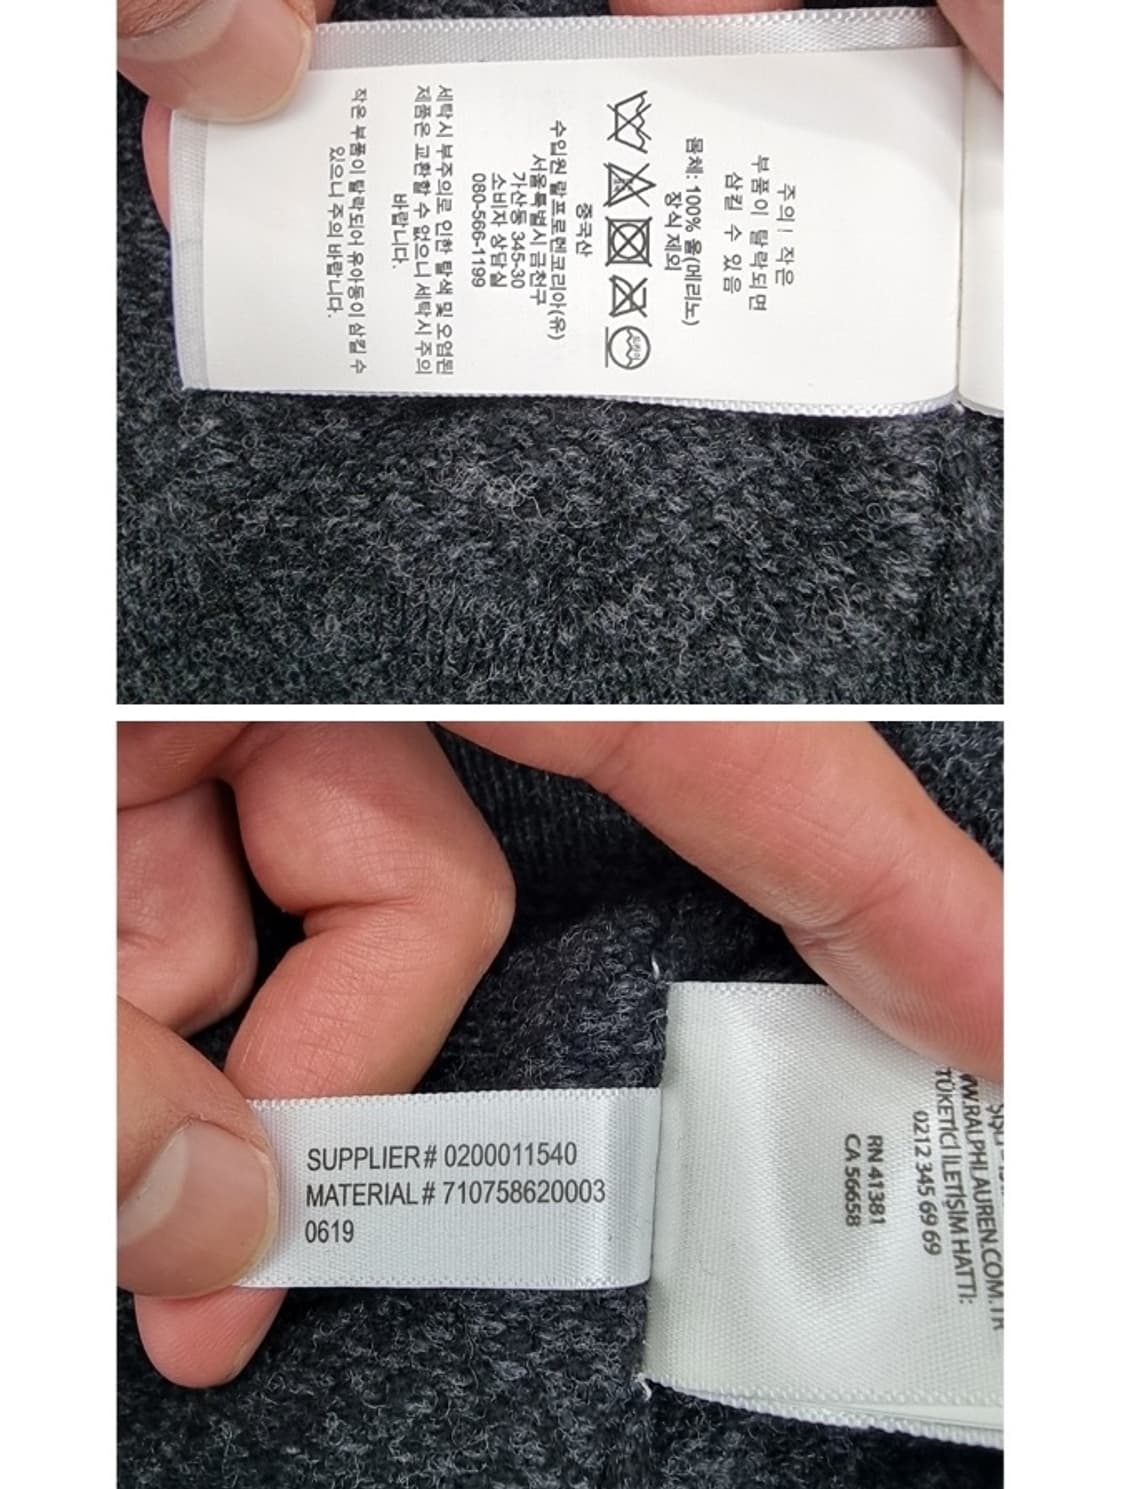 주의! 작은
부품이 탈락되면
삼킬 수 있음
몸체: 100% 울(메리노)
장식 제외
드라이
중국산
수입원 랄프로렌코리아(유)
서울특별시 금천구
가산동 345-30
소비자 상담실
080-566-1199
세탁시 부주의로 인한 탈색 및 오염된
제품은 교환할 수 없으니 세탁시 주의
바랍니다.
작은 부품이 탈락되어 유아동이 삼킬 수
있으니 주의 바랍니다.
SUPPLIER# 0200011540
MATERIAL# 710758620003
0619
W.RALPHLAUREN.COM.TR
TÜKETİCİ İLETİŞİM HATTI:
0212 345 69 69
RN 41381
CA 56658